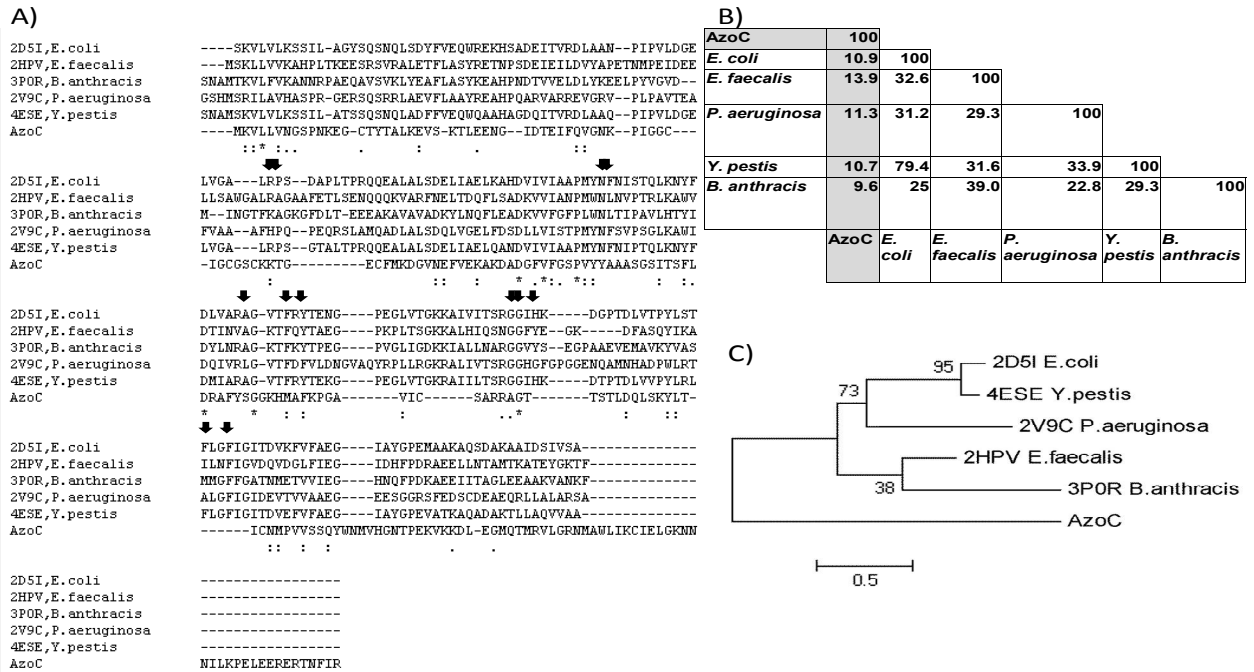 A)
2D5I,E.coli ----SKVLVLKSSIL-AGYSQSNQLSDYFVEQWREKHSADEITVRDLAAN--PIPVLDGE
2HPV,E.faecalis ----MSKLLVVKAHPLTKEESRSVRALETFLASYRETNPSDEIEILDVYAPETNMPEIDEE
3P0R,B.anthracis SNAMTKVLFVKANNRPAEQAVSVKLYEAFLASYKEAHPNDTVVELDLYKEELPYVGVD--
2V9C,P.aeruginosa GSHMSRILAVHASPR-GERSQSRRLAEVFLAAYREAHPQARVARREVGRV-PLPAVTEA
4ESE,Y.pestis SNAMSKVLVLKSSIL-ATSSQSNQLADFFVEQWQAAHAGDQITVRDLAAQ--PIPVLDGE
AzoC ----MKVLLVNGSPNKEG-CTYTALKEVS-KTLEENG--IDTEIFQVGNK-PIGGC---
::* :.. . : ::
2D5I,E.coli LVGA---LRPS--DAPLTPRQQEALALSDELIAELKAHDVIVIAAPMYNFNISTQLKNYF
2HPV,E.faecalis LLSAWGALRAGAAFETLSENQQQKVARFNELTDQFLSADKVVIANPMWNLNVPTRLKAWV
3P0R,B.anthracis M---INGTFKAGKGFDLT-EEEAKAVAVADKYLNQFLEADKVVFGFPLWNLTIPAVLHTYI
2V9C,P.aeruginosa FVAA---AFHPQ--PEQRSLAMQADLALSDQLVGELFDSDLLVISTPMYNFSVPSGLKAWI
4ESE,Y.pestis LVGA---LRPS--GTALTPRQQEALALSDELIAELQANDVIVIAAPMYNFNIPTQLKNYF
AzoC -IGCGSCKKTG------ECFMKDGVNEFVEKAKDADGFVFGSPVYYAAASGSITSFL
: :: : * :*:.*: :: :.
2D5I,E.coli DLVARAG-VTFRYTENG----PEGLVTGKKAIVITSRGGIHK----DGPTDLVTPYLST
2HPV,E.faecalis DTINVAG-KTFQYTAEG----PKPLTSGKKALHIQSNGGFYE---GK---DFASQYIKA
3P0R,B.anthracis DYLNRAG-KTFKYTPEG----PVGLIGDKKIALLNARGGVYS---EGPAAEVEMAVKYVAS
2V9C,P.aeruginosa DQIVRLG-VTFDFVLDNGVAQYRPLLRGKRALIVTSRGGHGFGPGGENQAMNHADPWLRT
4ESE,Y.pestis DMIARAG-VTFRYTEKG----PEGLVTGKRAIILTSRGGIHK----DTPTDLVVPYLRL
AzoC DRAFYSGGKHMAFKPGA-----VIC------SARRAGT------TSTLDQLSKYLT-
* * : : : ..* ::
2D5I,E.coli FLGFIGITDVKFVFAEG----IAYGPEMAAKAQSDAKAAIDSIVSA-------------
2HPV,E.faecalis ILNFIGVDQVDGLFIEG----IDHFPDRAEELLNTAMTKATEYGKTF------------
3P0R,B.anthracis MMGFFGATNMETVVIEG----HNQFPDKAEEIITAGLEEAAKVANKF------------
2V9C,P.aeruginosa ALGFIGIDEVTVVAAEG----EESGGRSFEDSCDEAEQRLLALARSA------------
4ESE,Y.pestis FLGFIGITDVEFVFAEG----IAYGPEVATKAQADAKTLLAQVVAA-------------
AzoC ----ICNMPVVSSQYWNMVHGNTPEKVKKDL-EGMQTMRVLGRNMAWLIKCIELGKNN
:: : : . .
2D5I,E.coli -----------------
2HPV,E.faecalis -----------------
3P0R,B.anthracis -----------------
2V9C,P.aeruginosa -----------------
4ESE,Y.pestis -----------------
AzoC NILKPELEERERTNFIR
B)
AzoC 100
E. coli 10.9 100
E. faecalis 13.9 32.6 100
P. aeruginosa 11.3 31.2 29.3 100
Y. pestis 10.7 79.4 31.6 33.9 100
B. anthracis 9.6 25 39.0 22.8 29.3 100
AzoC E. coli E. faecalis P. aeruginosa Y. pestis B. anthracis
C)
2D5I E.coli
95
4ESE Y.pestis
73
2V9C P.aeruginosa
2HPV E.faecalis
38
3P0R B.anthracis
AzoC
0.5